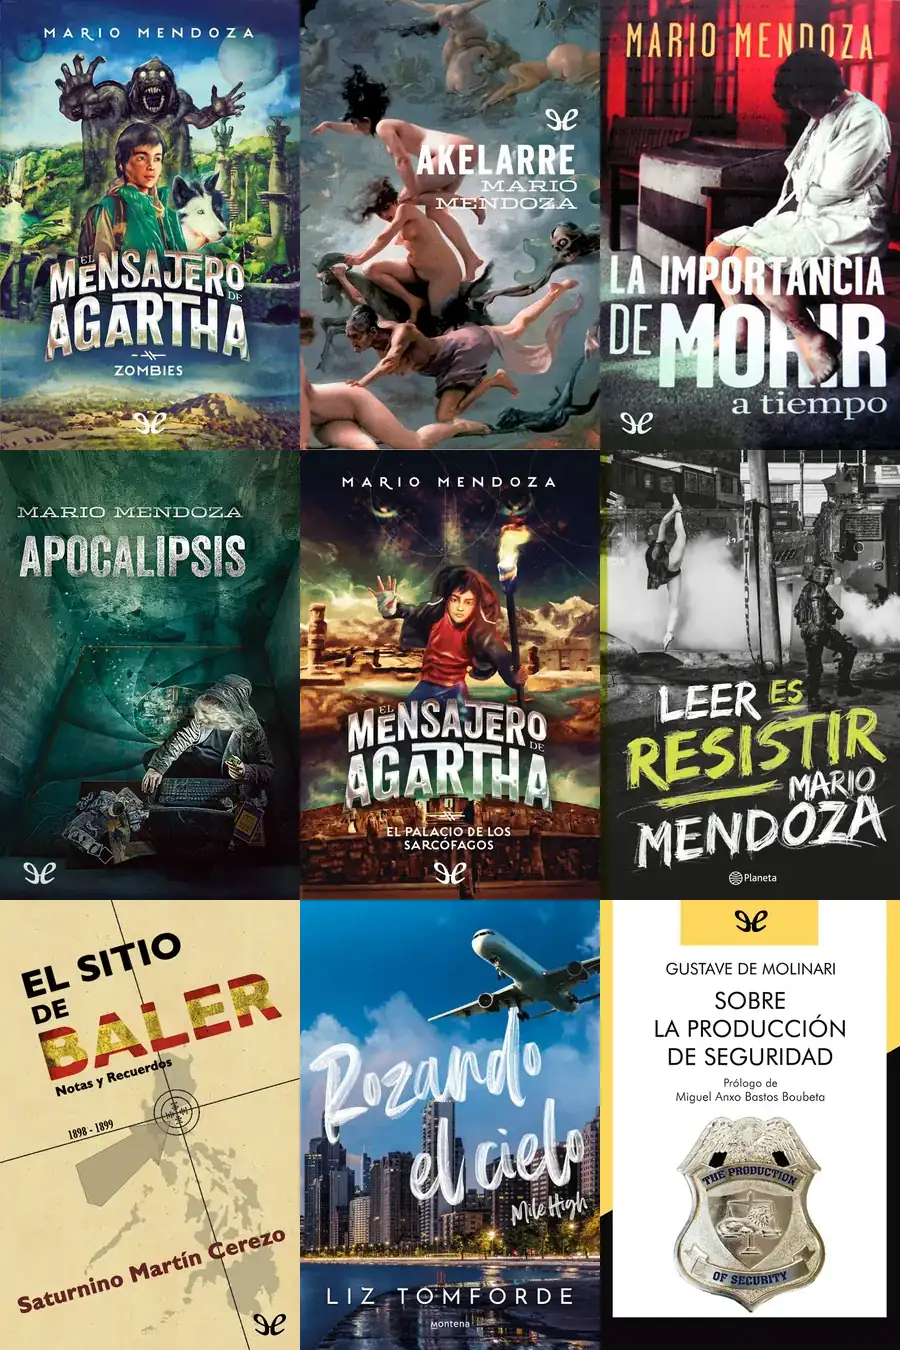 MARIO MENDOZA
EL
MENSAJERO
DE
AGARTHA
ZOMBIES
AKELARRE
MARIO
MENDOZA
MARIO MENDOZA
LA IMPORTANCIA
DE MORIR
a tiempo
MARIO MENDOZA
APOCALIPSIS
MARIO MENDOZA
EL
MENSAJERO
DE
AGARTHA
EL PALACIO DE LOS
SARCÓFAGOS
LEER ES
RESISTIR
MARIO
MENDOZA
Planeta
EL SITIO
DE
BALER
Notas y Recuerdos
1898 - 1899
Saturnino Martín Cerezo
Rozando
el cielo
Mile High
LIZ TOMFORDE
Montena
GUSTAVE DE MOLINARI
SOBRE
LA PRODUCCIÓN
DE SEGURIDAD
Prólogo de
Miguel Anxo Bastos Boubeta
THE PRODUCTION
OF SECURITY